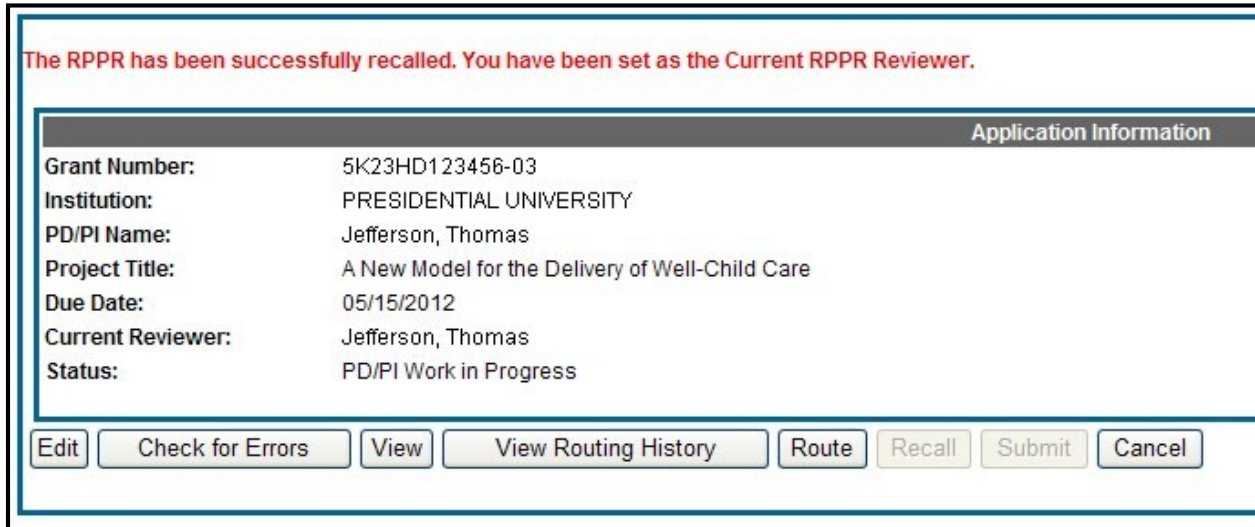 The RPPR has been successfully recalled. You have been set as the Current RPPR Reviewer.
Application Information
Grant Number: 5K23HD123456-03
Institution: PRESIDENTIAL UNIVERSITY
PD/PI Name: Jefferson, Thomas
Project Title: A New Model for the Delivery of Well-Child Care
Due Date: 05/15/2012
Current Reviewer: Jefferson, Thomas
Status: PD/PI Work in Progress
Edit Check for Errors View View Routing History Route Recall Submit Cancel